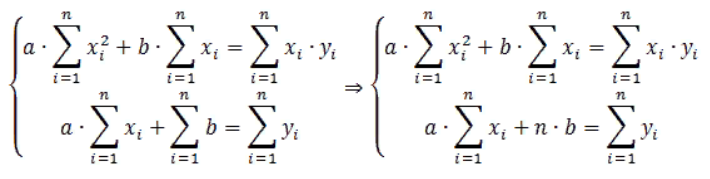 { a · ∑_{i=1}^{n} x_i^2 + b · ∑_{i=1}^{n} x_i = ∑_{i=1}^{n} x_i · y_i
a · ∑_{i=1}^{n} x_i + ∑_{i=1}^{n} b = ∑_{i=1}^{n} y_i
⇒
{ a · ∑_{i=1}^{n} x_i^2 + b · ∑_{i=1}^{n} x_i = ∑_{i=1}^{n} x_i · y_i
a · ∑_{i=1}^{n} x_i + n · b = ∑_{i=1}^{n} y_i